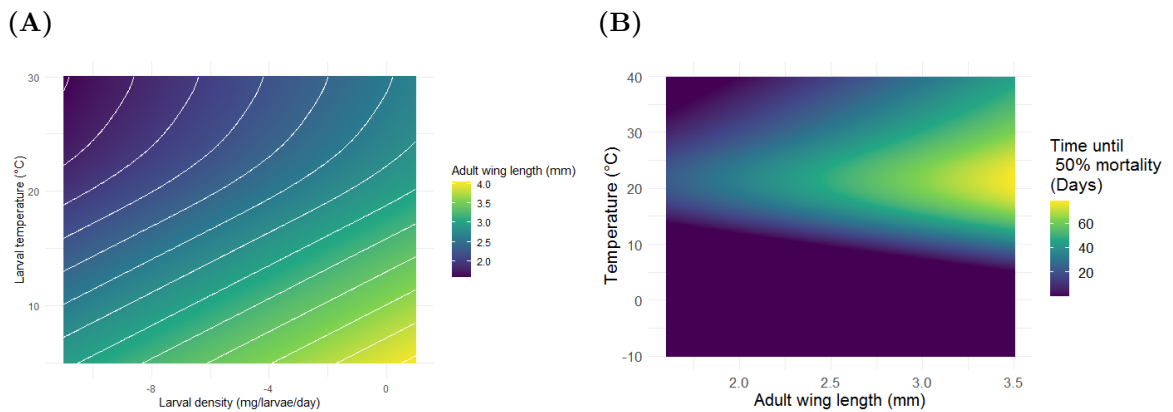 (A)
30
20
10
Larval temperature (°C)
-8
-4
0
Larval density (mg/larvae/day)
Adult wing length (mm)
4.0
3.5
3.0
2.5
2.0
(B)
40
30
20
10
0
-10
Temperature (°C)
2.0
2.5
3.0
3.5
Adult wing length (mm)
Time until
50% mortality
(Days)
60
40
20